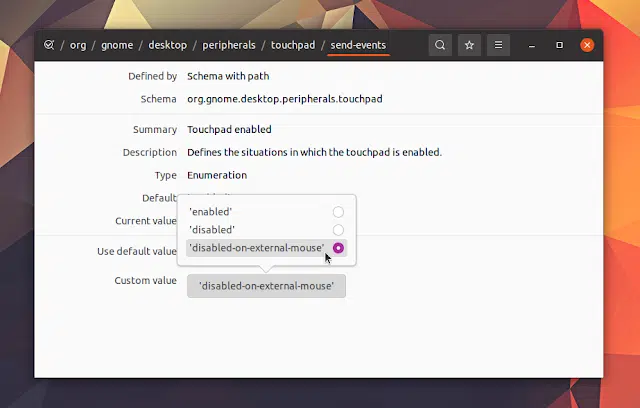 / org / gnome / desktop / peripherals / touchpad / send-events
Defined by Schema with path
Schema org.gnome.desktop.peripherals.touchpad
Summary Touchpad enabled
Description Defines the situations in which the touchpad is enabled.
Type Enumeration
Default
'enabled'
Current value
'disabled'
'disabled-on-external-mouse'
Use default value
Custom value 'disabled-on-external-mouse'